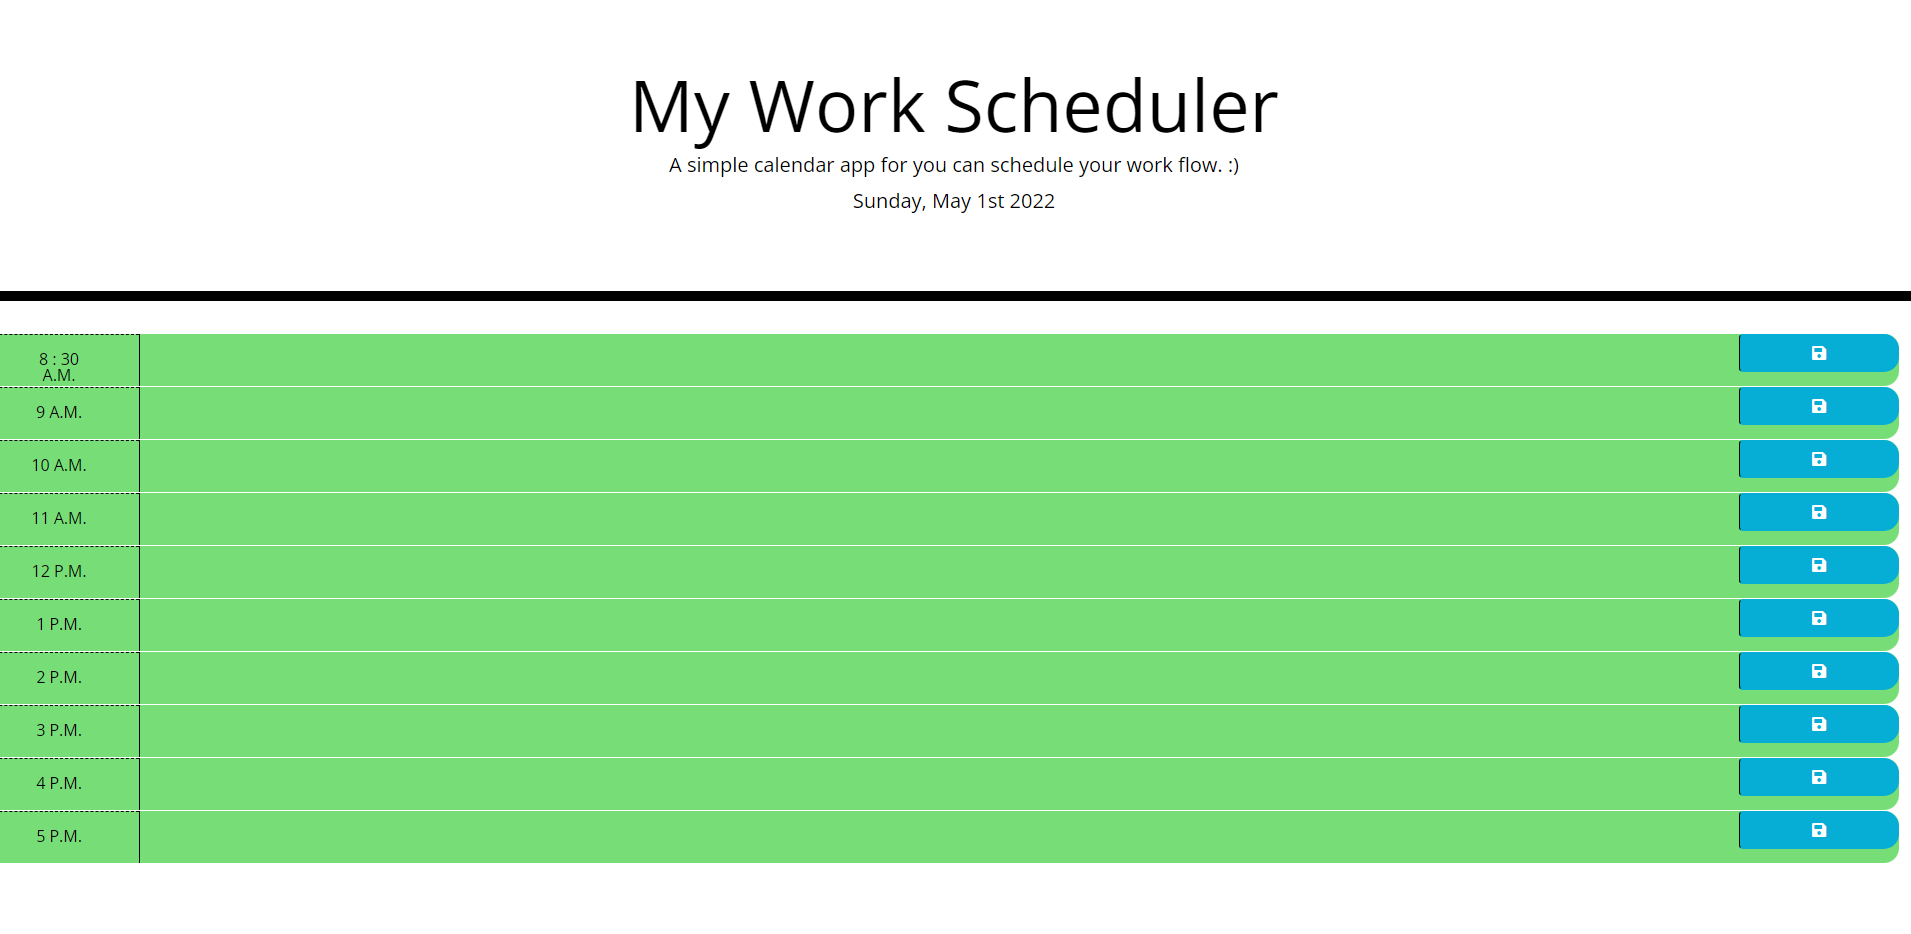 My Work Scheduler
A simple calendar app for you can schedule your work flow. :)
Sunday, May 1st 2022
8 : 30
A.M.
9 A.M.
10 A.M.
11 A.M.
12 P.M.
1 P.M.
2 P.M.
3 P.M.
4 P.M.
5 P.M.